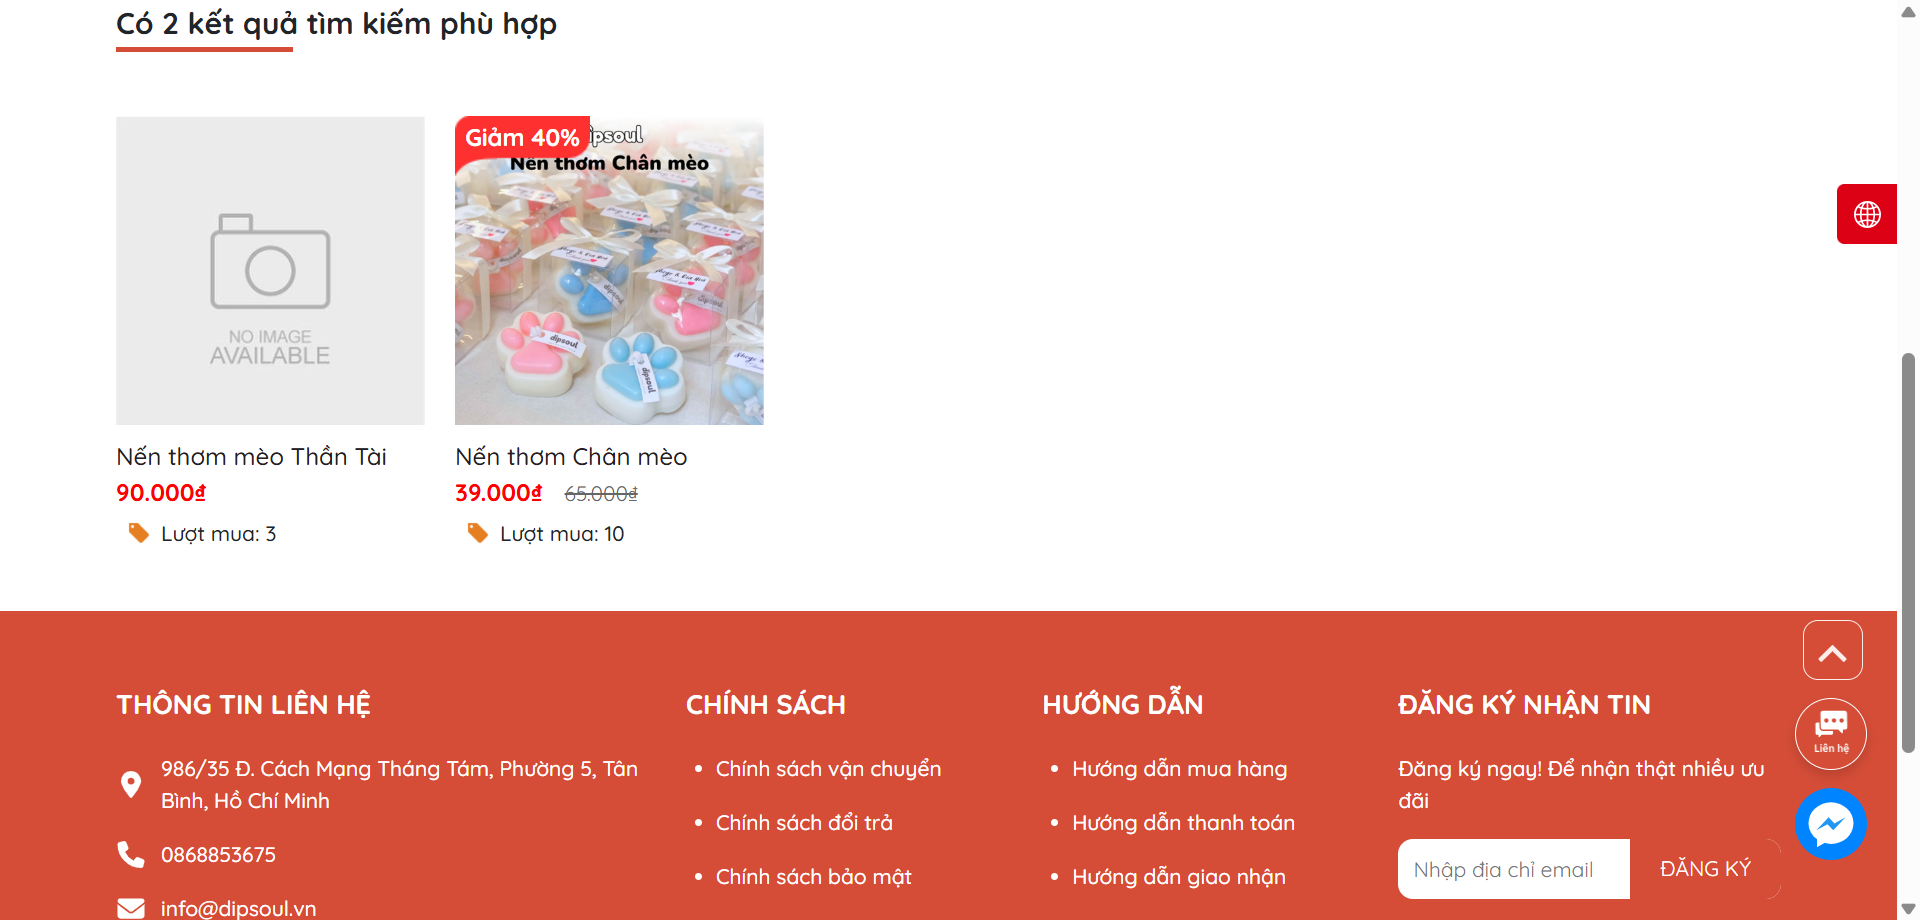 Có 2 kết quả tìm kiếm phù hợp
NO IMAGE
AVAILABLE
Giảm 40%
dipsoul
Nến thơm Chân mèo
dipsoul
dipsoul
dipsoul
dipsoul
Nến thơm mèo Thần Tài
90.000₫
Lượt mua: 3
Nến thơm Chân mèo
39.000₫ 65.000₫
Lượt mua: 10
THÔNG TIN LIÊN HỆ
986/35 Đ. Cách Mạng Tháng Tám, Phường 5, Tân
Bình, Hồ Chí Minh
0868853675
info@dipsoul.vn
CHÍNH SÁCH
Chính sách vận chuyển
Chính sách đổi trả
Chính sách bảo mật
HƯỚNG DẪN
Hướng dẫn mua hàng
Hướng dẫn thanh toán
Hướng dẫn giao nhận
ĐĂNG KÝ NHẬN TIN
Đăng ký ngay! Để nhận thật nhiều ưu
đãi
Nhập địa chỉ email
ĐĂNG KÝ
Liên hệ